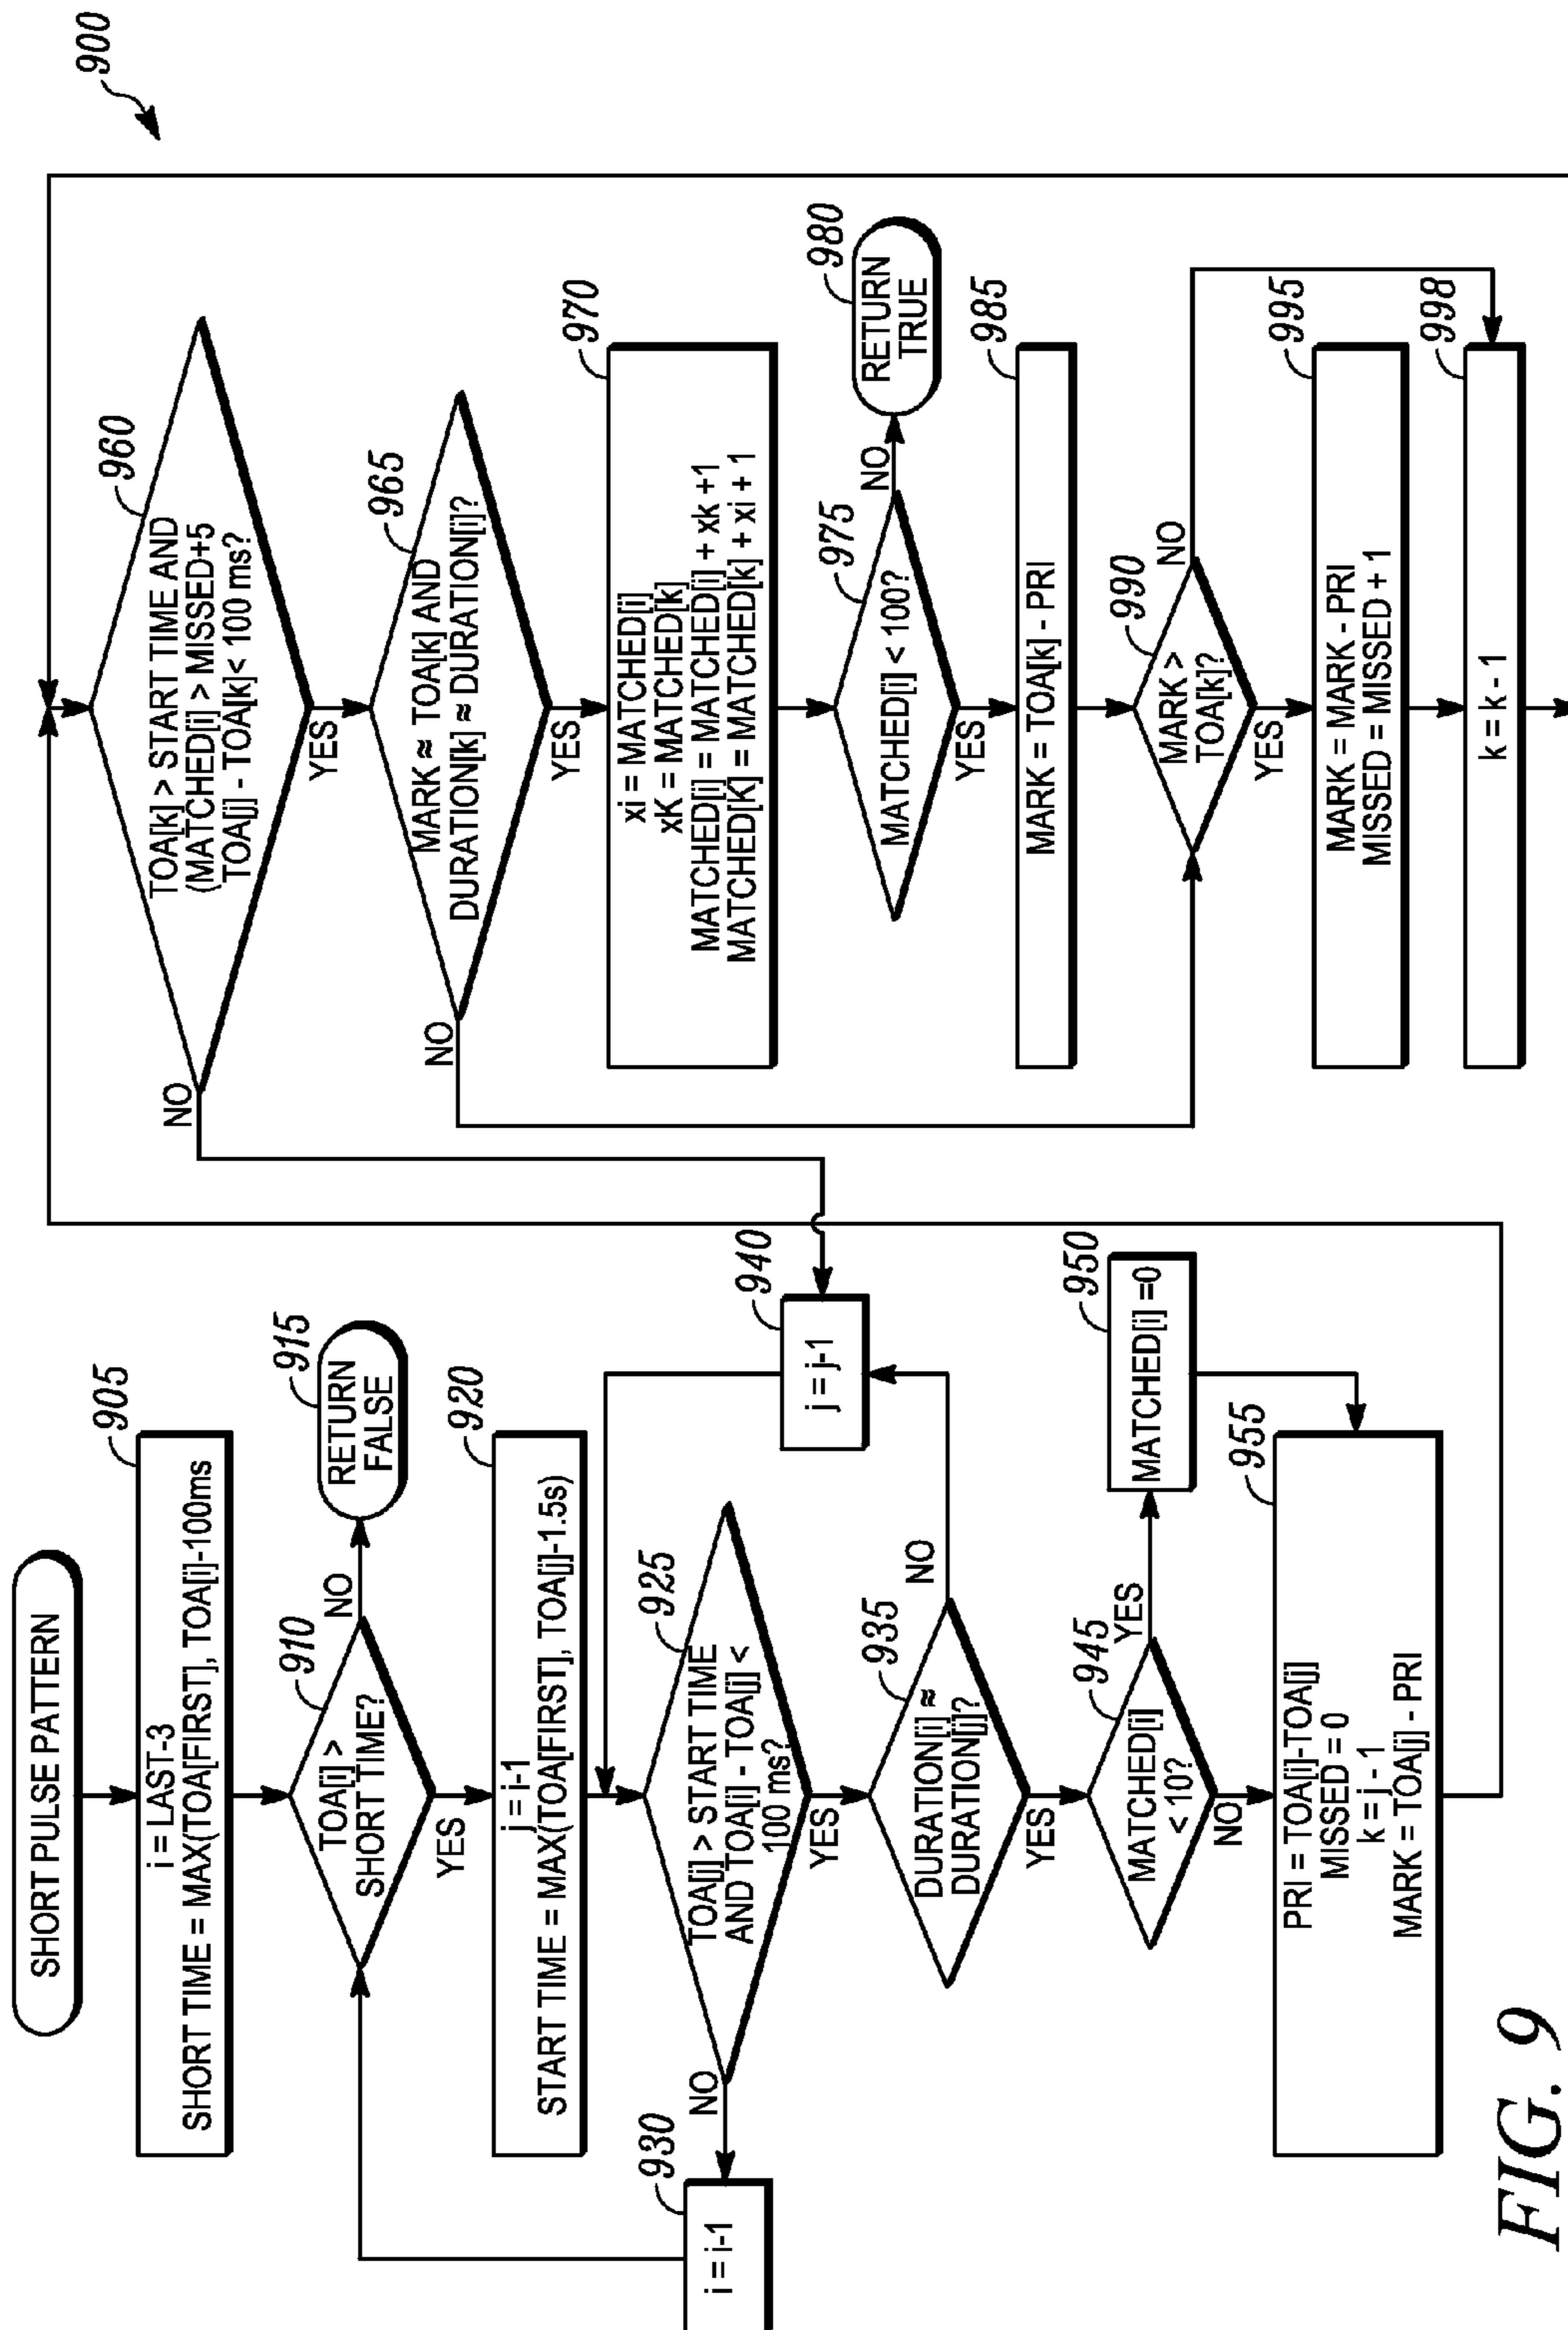 900
SHORT PULSE PATTERN
905
i = LAST-3
SHORT TIME = MAX(TOA[FIRST], TOA[i]-100ms
910
TOA[i] >
SHORT TIME?
NO
915
RETURN
FALSE
YES
920
j = i-1
START TIME = MAX(TOA[FIRST], TOA[j]-1.5s)
925
TOA[j] > START TIME
AND TOA[i] - TOA[j] <
100 ms?
NO
930
i = i-1
YES
935
DURATION[i] ≈
DURATION[j]?
NO
940
j = j-1
YES
945
MATCHED[i]
< 10?
YES
950
MATCHED[i] =0
NO
955
PRI = TOA[i]-TOA[j]
MISSED = 0
k = j - 1
MARK = TOA[j] - PRI
960
TOA[k] > START TIME AND
(MATCHED[i] > MISSED+5
TOA[j] - TOA[k]< 100 ms?
NO
YES
965
MARK ≈ TOA[k] AND
DURATION[k] ≈ DURATION[i]?
NO
YES
970
xi = MATCHED[i]
xK = MATCHED[k]
MATCHED[i] = MATCHED[i] + xk +1
MATCHED[K] = MATCHED[k] + xi + 1
975
MATCHED[i] < 100?
NO
980
RETURN
TRUE
YES
985
MARK = TOA[k] - PRI
990
MARK >
TOA[k]?
NO
YES
995
MARK = MARK - PRI
MISSED = MISSED + 1
998
k = k - 1
FIG. 9